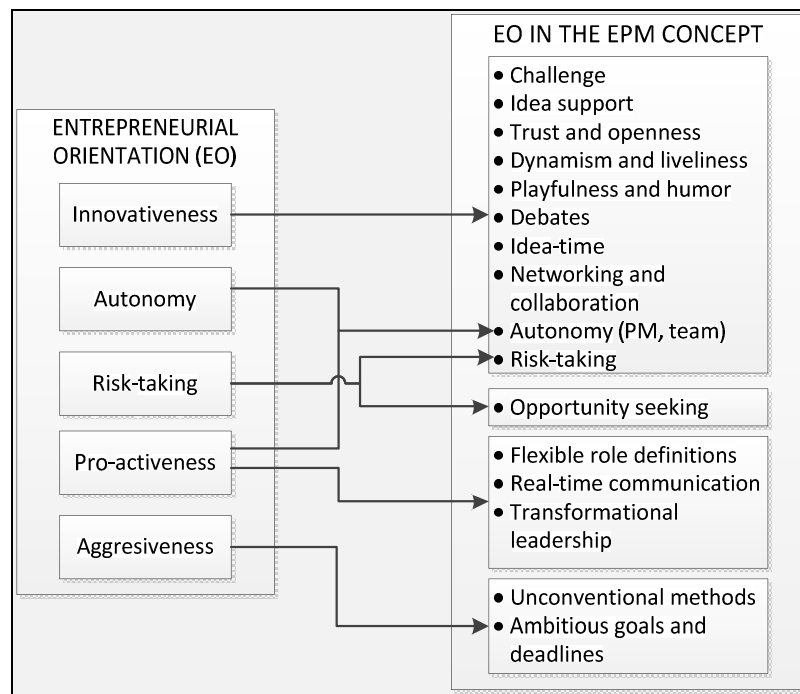 ENTREPRENEURIAL
ORIENTATION (EO)
Innovativeness
Autonomy
Risk-taking
Pro-activeness
Aggresiveness
EO IN THE EPM CONCEPT
● Challenge
● Idea support
● Trust and openness
● Dynamism and liveliness
● Playfulness and humor
● Debates
● Idea-time
● Networking and
collaboration
● Autonomy (PM, team)
● Risk-taking
● Opportunity seeking
● Flexible role definitions
● Real-time communication
● Transformational
leadership
● Unconventional methods
● Ambitious goals and
deadlines